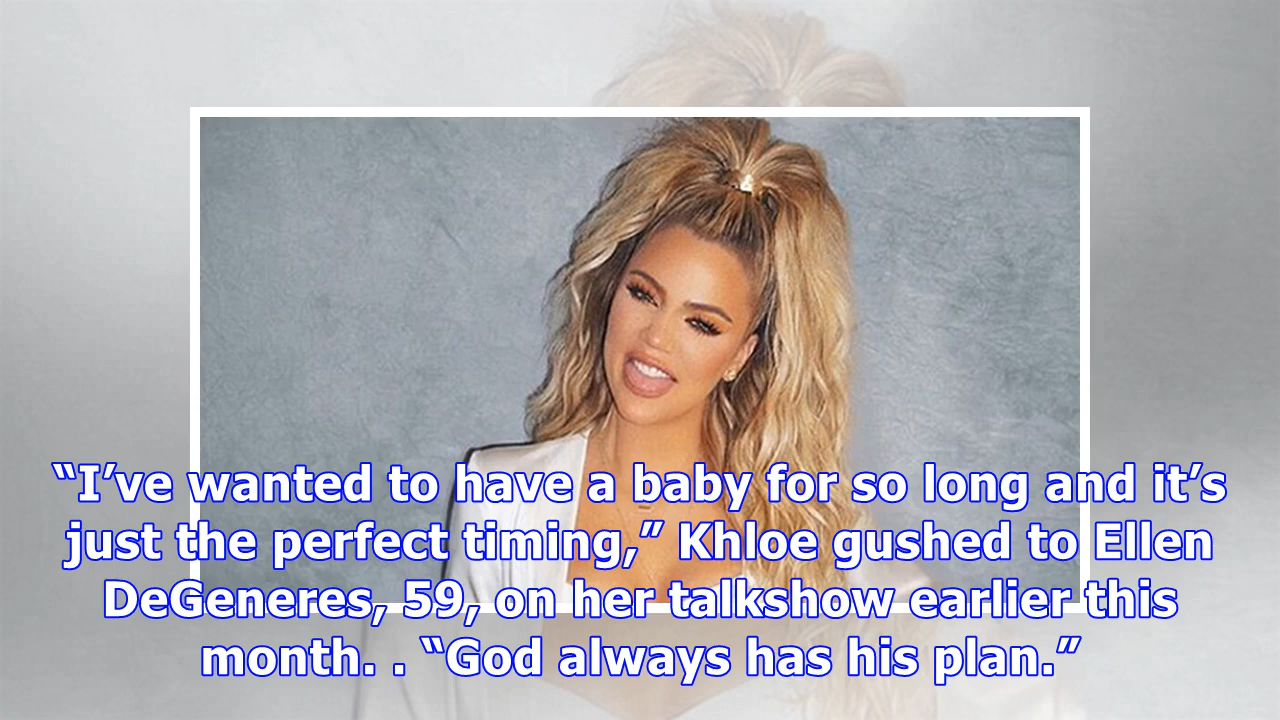 “I’ve wanted to have a baby for so long and it’s
just the perfect timing,” Khloe gushed to Ellen
DeGeneres, 59, on her talkshow earlier this
month. . “God always has his plan.”